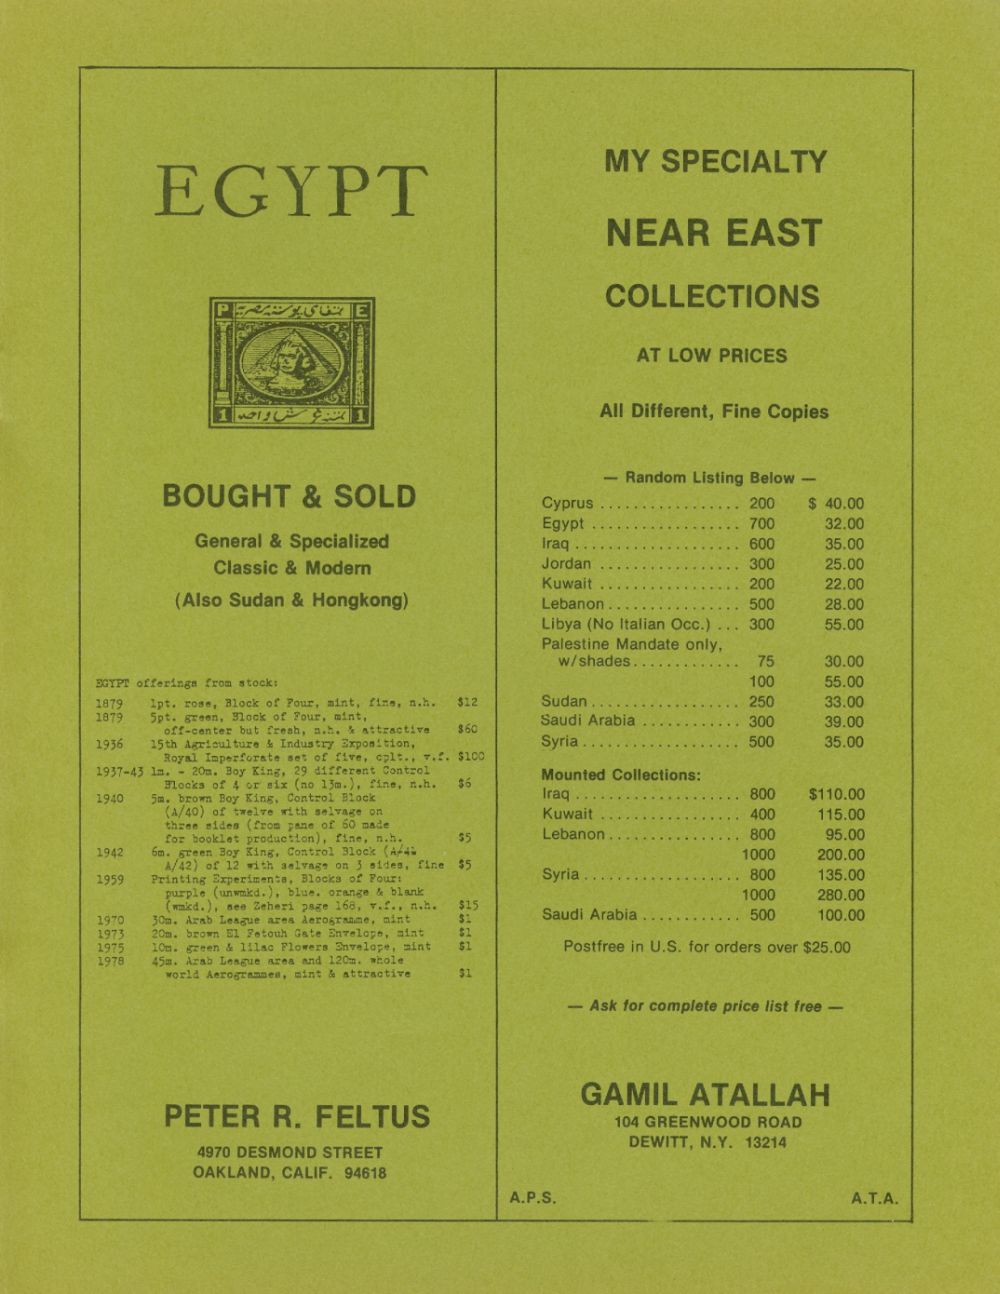 EGYPT
P E
1 1
BOUGHT & SOLD
General & Specialized
Classic & Modern
(Also Sudan & Hongkong)
EGYPT offerings from stock:
1879 1pt. rose, Block of Four, mint, fine, n.h. $12
1879 5pt. green, Block of Four, mint,
off-center but fresh, n.h. & attractive $60
1936 15th Agriculture & Industry Exposition,
Royal Imperforate set of five, cplt., v.f. $100
1937-43 1m. - 20m. Boy King, 29 different Control
Blocks of 4 or six (no 13m.), fine, n.h. $6
1940 5m. brown Boy King, Control Block
(A/40) of twelve with selvage on
three sides (from pane of 60 made
for booklet production), fine, n.h. $5
1942 6m. green Boy King, Control Block (A/41
A/42) of 12 with selvage on 3 sides, fine $5
1959 Printing Experiments, Blocks of Four:
purple (unwmkd.), blue, orange & blank
(wmkd.), see Zeheri page 168, v.f., n.h. $15
1970 30m. Arab League area Aerogramme, mint $1
1973 20m. brown El Fetouh Gate Envelope, mint $1
1975 10m. green & lilac Flowers Envelope, mint $1
1978 45m. Arab League area and 120m. whole
world Aerogrammes, mint & attractive $1
PETER R. FELTUS
4970 DESMOND STREET
OAKLAND, CALIF. 94618
MY SPECIALTY
NEAR EAST
COLLECTIONS
AT LOW PRICES
All Different, Fine Copies
— Random Listing Below —
Cyprus ................. 200 $ 40.00
Egypt .................. 700 32.00
Iraq .................... 600 35.00
Jordan ................. 300 25.00
Kuwait ................. 200 22.00
Lebanon ................ 500 28.00
Libya (No Italian Occ.) ... 300 55.00
Palestine Mandate only,
w/shades ............. 75 30.00
100 55.00
Sudan .................. 250 33.00
Saudi Arabia ............ 300 39.00
Syria ................... 500 35.00
Mounted Collections:
Iraq .................... 800 $110.00
Kuwait ................. 400 115.00
Lebanon ................ 800 95.00
1000 200.00
Syria ................... 800 135.00
1000 280.00
Saudi Arabia ............ 500 100.00
Postfree in U.S. for orders over $25.00
— Ask for complete price list free —
GAMIL ATALLAH
104 GREENWOOD ROAD
DEWITT, N.Y. 13214
A.P.S. A.T.A.